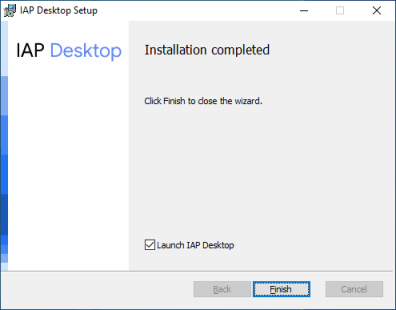 IAP Desktop Setup
IAP Desktop
Installation completed
Click Finish to close the wizard.
Launch IAP Desktop
Back
Finish
Cancel